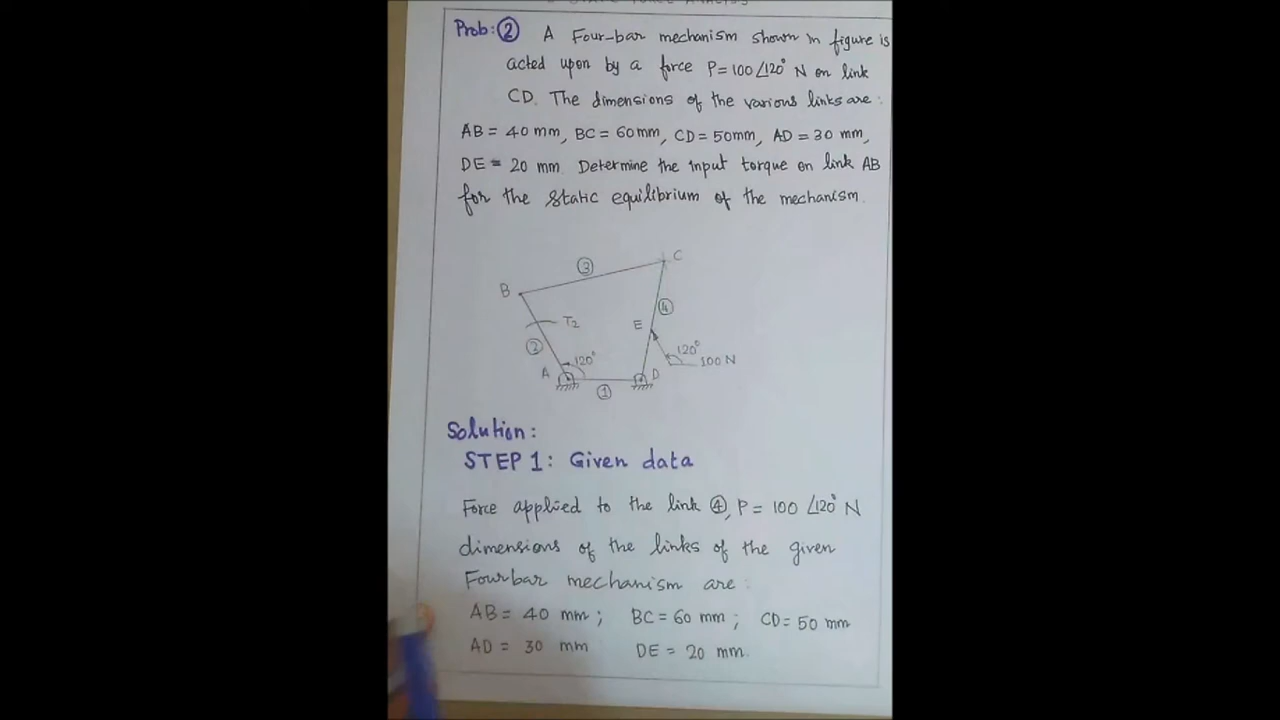 Prob: ② A Four-bar mechanism shown in figure is
acted upon by a force P=100∠120° N on link
CD. The dimensions of the various links are:
AB = 40 mm, BC = 60mm, CD = 50mm, AD = 30 mm,
DE = 20 mm. Determine the input torque on link AB
for the static equilibrium of the mechanism.
C
③
B
T2
④
E
②
120°
120°
100 N
A
D
①
Solution:
STEP 1: Given data
Force applied to the link ④, P = 100 ∠120° N
dimensions of the links of the given
Fourbar mechanism are:
AB = 40 mm; BC = 60 mm; CD = 50 mm
AD = 30 mm DE = 20 mm.